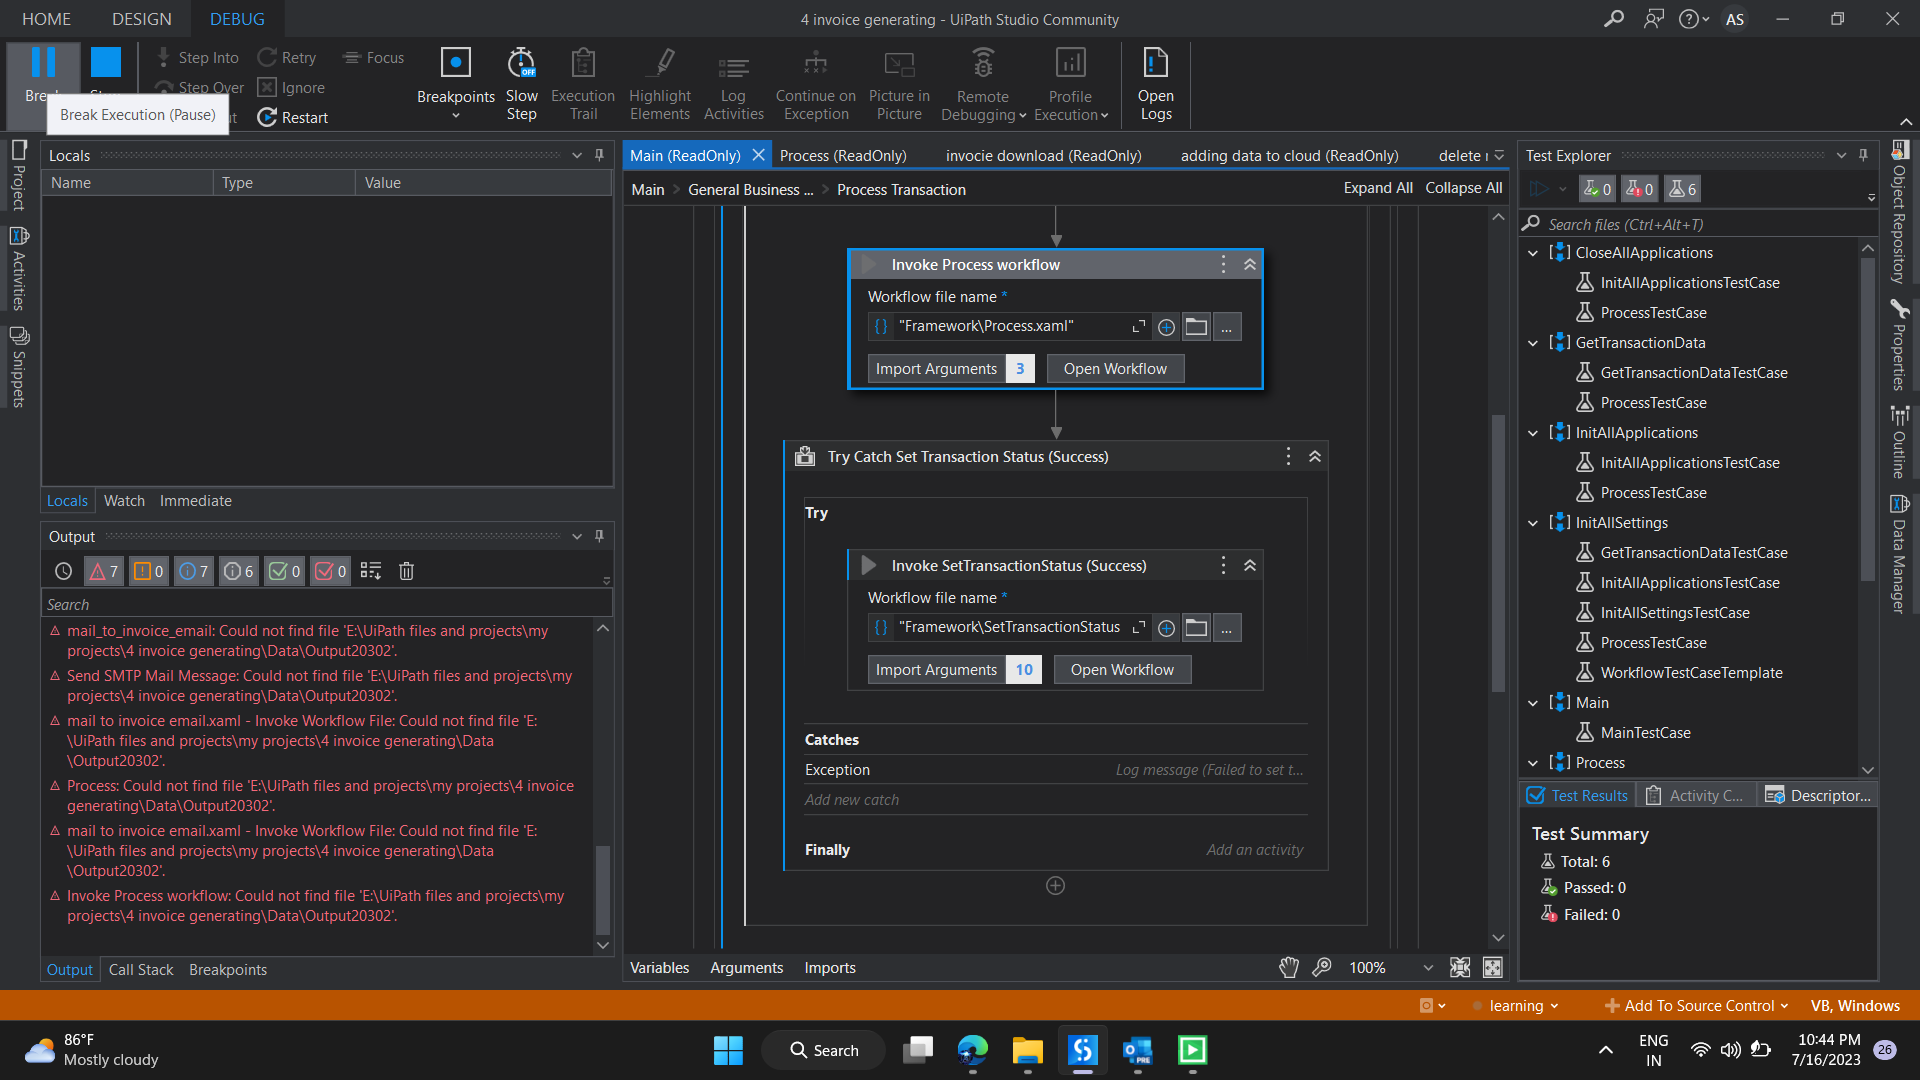 HOME
DESIGN
DEBUG
4 invoice generating - UiPath Studio Community
AS
Step Into
Retry
Focus
Step Over
Ignore
Restart
Break Execution (Pause)
Breakpoints
Slow
Step
OFF
Execution
Trail
Highlight
Elements
Log
Activities
Continue on
Exception
Picture in
Picture
Remote
Debugging
Profile
Execution
Open
Logs
Project
Activities
Snippets
Locals
Name
Type
Value
Locals
Watch
Immediate
Output
7
0
7
6
0
0
Search
mail_to_invoice_email: Could not find file 'E:\UiPath files and projects\my
projects\4 invoice generating\Data\Output20302'.
Send SMTP Mail Message: Could not find file 'E:\UiPath files and projects\my
projects\4 invoice generating\Data\Output20302'.
mail to invoice email.xaml - Invoke Workflow File: Could not find file 'E:
\UiPath files and projects\my projects\4 invoice generating\Data
\Output20302'.
Process: Could not find file 'E:\UiPath files and projects\my projects\4 invoice
generating\Data\Output20302'.
mail to invoice email.xaml - Invoke Workflow File: Could not find file 'E:
\UiPath files and projects\my projects\4 invoice generating\Data
\Output20302'.
Invoke Process workflow: Could not find file 'E:\UiPath files and projects\my
projects\4 invoice generating\Data\Output20302'.
Output
Call Stack
Breakpoints
Main (ReadOnly)
Process (ReadOnly)
invocie download (ReadOnly)
adding data to cloud (ReadOnly)
delete
Main > General Business ... > Process Transaction
Expand All
Collapse All
Invoke Process workflow
Workflow file name *
"Framework\Process.xaml"
...
Import Arguments 3
Open Workflow
Try Catch Set Transaction Status (Success)
Try
Invoke SetTransactionStatus (Success)
Workflow file name *
"Framework\SetTransactionStatus
...
Import Arguments 10
Open Workflow
Catches
Exception
Log message (Failed to set t...
Add new catch
Finally
Add an activity
Variables
Arguments
Imports
100%
Test Explorer
0
0
6
Search files (Ctrl+Alt+T)
CloseAllApplications
InitAllApplicationsTestCase
ProcessTestCase
GetTransactionData
GetTransactionDataTestCase
ProcessTestCase
InitAllApplications
InitAllApplicationsTestCase
ProcessTestCase
InitAllSettings
GetTransactionDataTestCase
InitAllApplicationsTestCase
InitAllSettingsTestCase
ProcessTestCase
WorkflowTestCaseTemplate
Main
MainTestCase
Process
Test Results
Activity C...
Descriptor...
Test Summary
Total: 6
Passed: 0
Failed: 0
Object Repository
Properties
Outline
Data Manager
learning
Add To Source Control
VB, Windows
86°F
Mostly cloudy
Search
PRE
ENG
IN
10:44 PM
7/16/2023
26